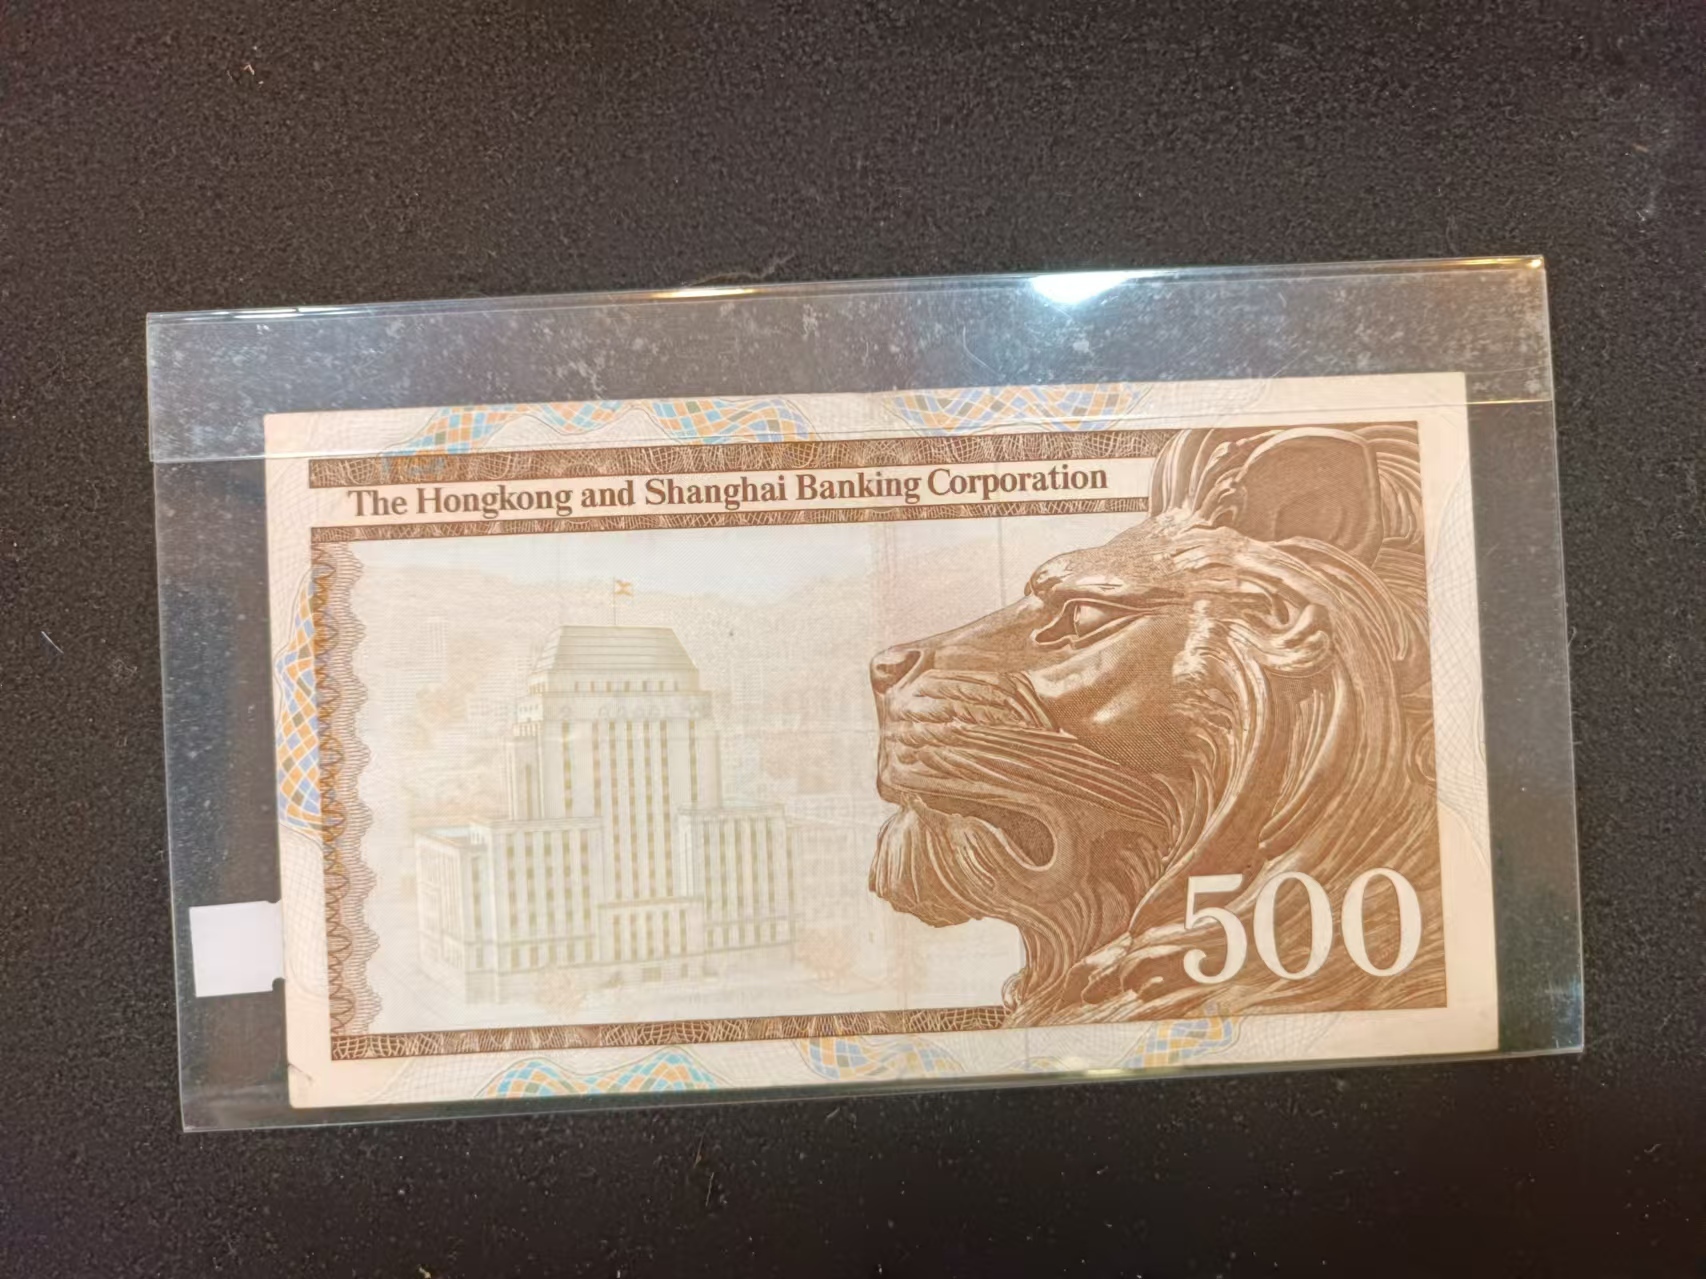 The Hongkong and Shanghai Banking Corporation
500